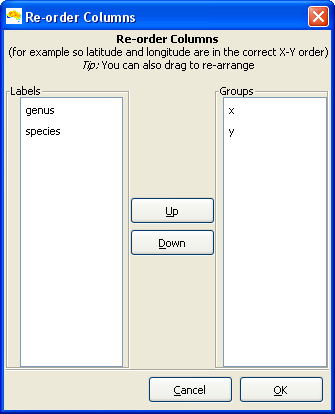 Re-order Columns
Re-order Columns
(for example so latitude and longitude are in the correct X-Y order)
Tip: You can also drag to re-arrange
Labels
genus
species
Up
Down
Groups
x
y
Cancel
OK